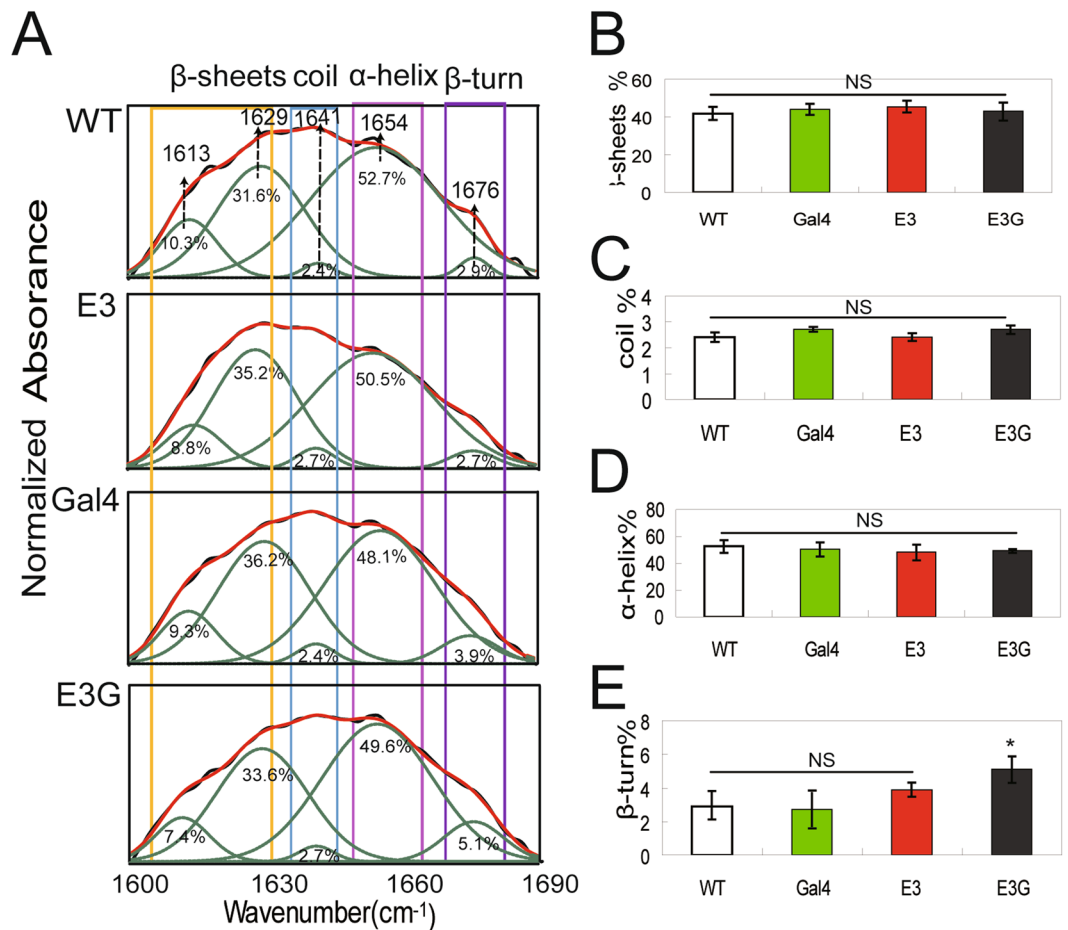 A
β-sheets coil α-helix β-turn
WT
1613
1629
1641
1654
1676
10.3%
31.6%
2.4%
52.7%
2.9%
E3
8.8%
35.2%
2.7%
50.5%
2.7%
Gal4
9.3%
36.2%
2.4%
48.1%
3.9%
E3G
7.4%
33.6%
2.7%
49.6%
5.1%
Normalized Absorance
1600 1630 1660 1690
Wavenumber(cm-1)
B
β-sheets %
60
40
20
0
NS
WT Gal4 E3 E3G
C
coil %
4
3
2
1
0
NS
WT Gal4 E3 E3G
D
α-helix%
80
60
40
20
0
NS
WT Gal4 E3 E3G
E
β-turn%
8
6
4
2
0
NS
*
WT Gal4 E3 E3G